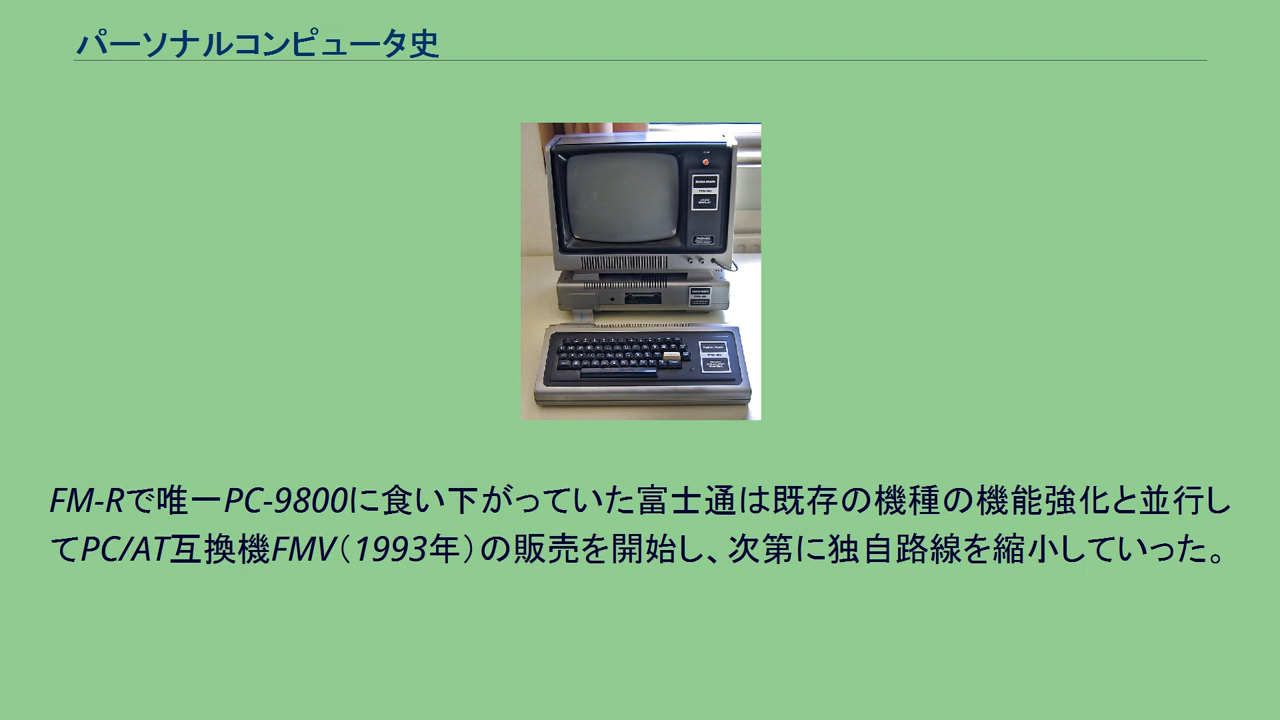 パーソナルコンピュータ史
FM-Rで唯一PC-9800に食い下がっていた富士通は既存の機種の機能強化と並行し
てPC/AT互換機FMV（1993年）の販売を開始し、次第に独自路線を縮小していった。